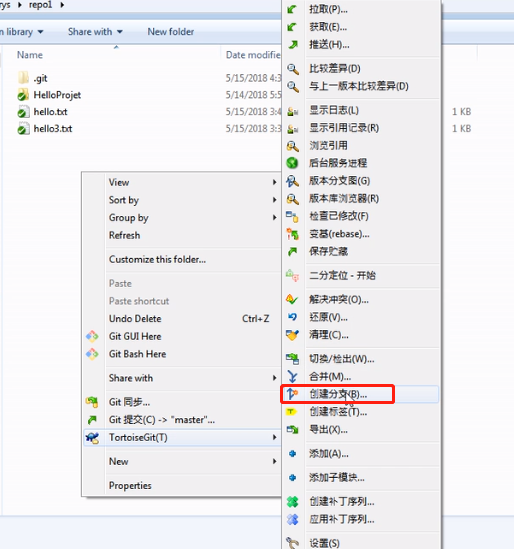 rys ▸ repo1 ▸
n library ▾ Share with ▾ New folder
Name
Date modifie
.git
5/15/2018 4:3
HelloProjet
5/14/2018 5:5
hello.txt
5/15/2018 3:4
1 KB
hello3.txt
5/15/2018 3:3
1 KB
View
Sort by
Group by
Refresh
Customize this folder...
Paste
Paste shortcut
Undo Delete Ctrl+Z
Git GUI Here
Git Bash Here
Share with
Git 同步...
Git 提交(C) -> "master"...
TortoiseGit(T)
New
Properties
拉取(P)...
获取(E)...
推送(H)...
比较差异(D)
与上一版本比较差异(D)
显示日志(L)
显示引用记录(R)
浏览引用
后台服务进程
版本分支图(G)
版本库浏览器(R)
检查已修改(F)
变基(rebase)...
保存贮藏
二分定位 - 开始
解决冲突(O)...
还原(V)...
清理(C)...
切换/检出(W)...
合并(M)...
创建分支(B)...
创建标签(T)...
导出(X)...
添加(A)...
添加子模块...
创建补丁序列...
应用补丁序列...
设置(S)